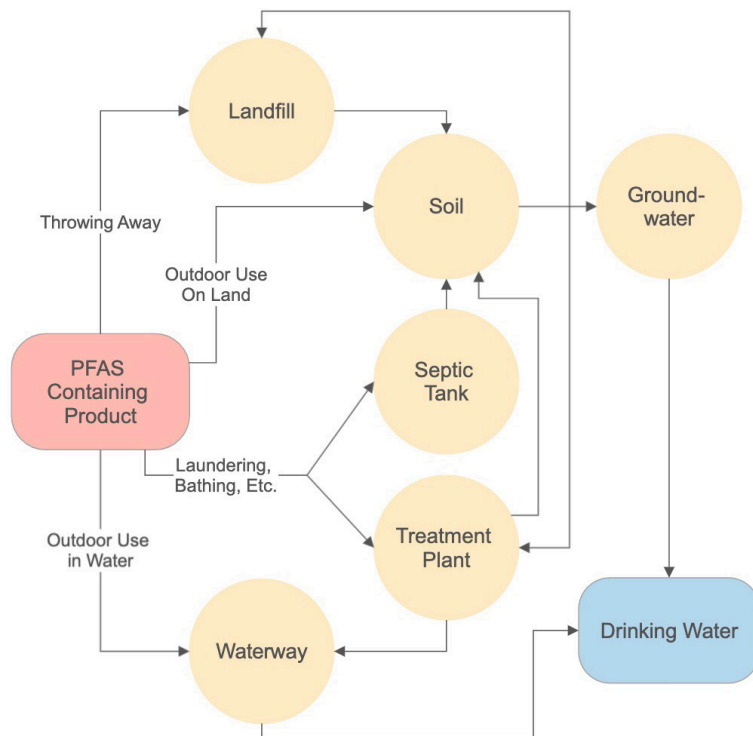 Landfill
Throwing Away
Soil
Ground-
water
Outdoor Use
On Land
PFAS
Containing
Product
Septic
Tank
Laundering,
Bathing, Etc.
Outdoor Use
in Water
Treatment
Plant
Waterway
Drinking Water